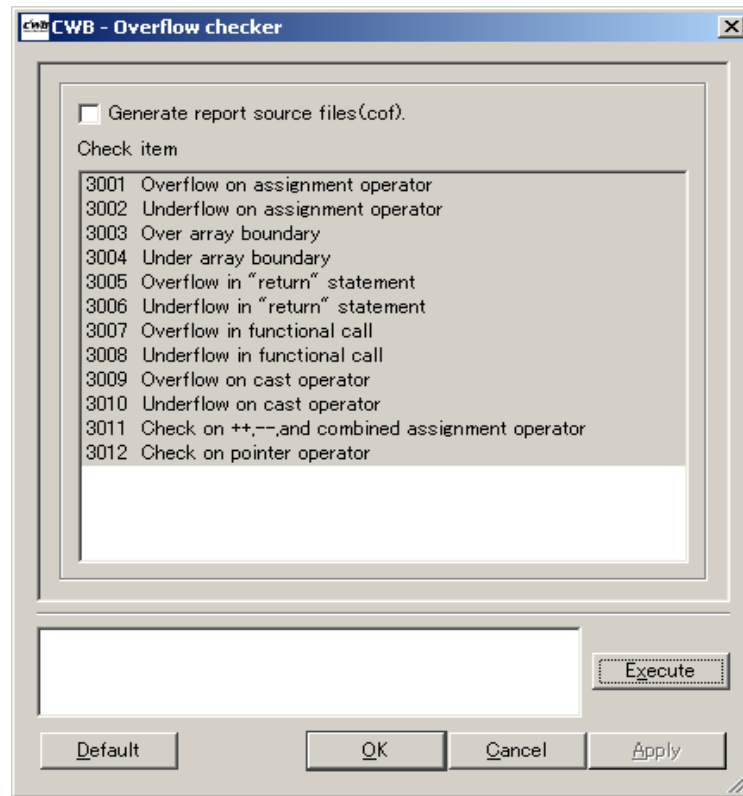 CWB CWB - Overflow checker
Generate report source files(cof).
Check item
3001 Overflow on assignment operator
3002 Underflow on assignment operator
3003 Over array boundary
3004 Under array boundary
3005 Overflow in "return" statement
3006 Underflow in "return" statement
3007 Overflow in functional call
3008 Underflow in functional call
3009 Overflow on cast operator
3010 Underflow on cast operator
3011 Check on ++,--,and combined assignment operator
3012 Check on pointer operator
Execute
Default OK Cancel Apply